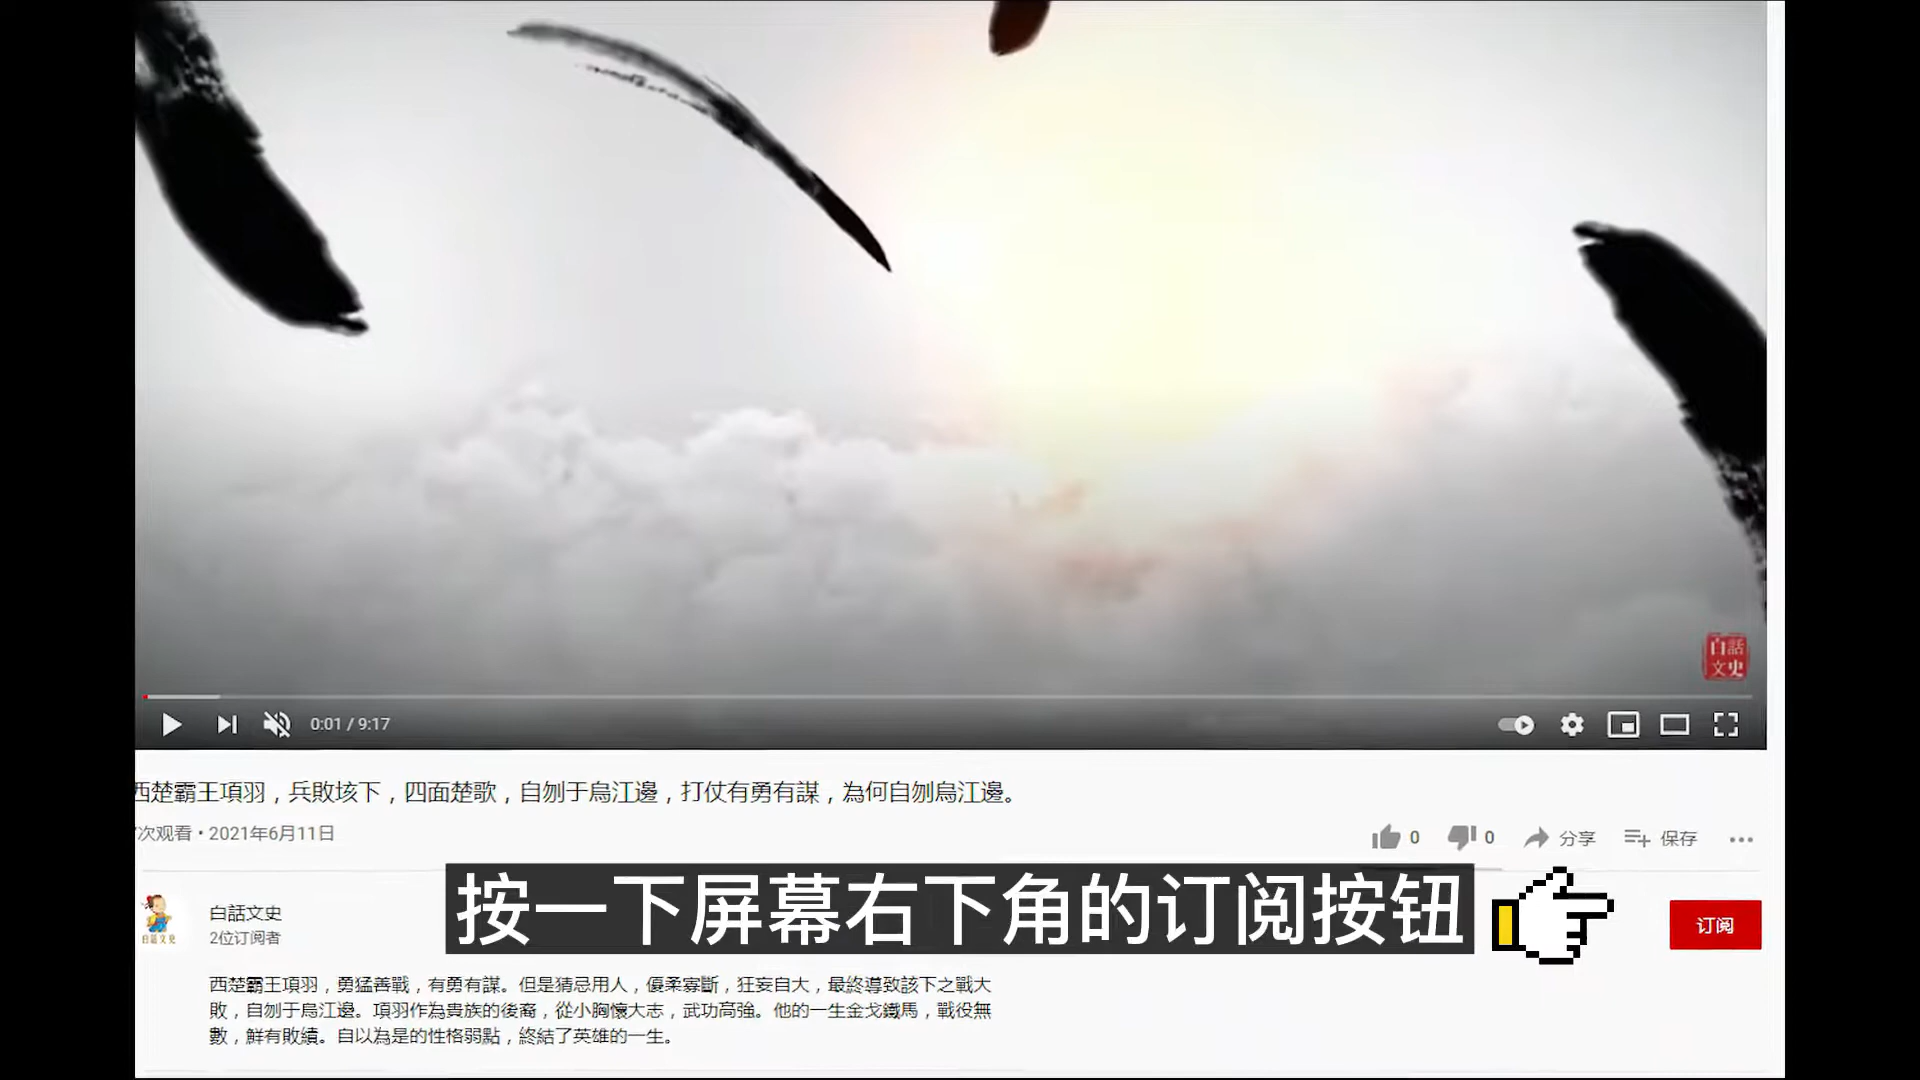 白話
文史
0:01 / 9:17
西楚霸王項羽，兵敗垓下，四面楚歌，自刎于烏江邊，打仗有勇有謀，為何自刎烏江邊。
次观看 • 2021年6月11日
0
0
分享
保存
按一下屏幕右下角的订阅按钮
白話文史
白話文史
2位订阅者
订阅
西楚霸王項羽，勇猛善戰，有勇有謀。但是猜忌用人，優柔寡斷，狂妄自大，最終導致該下之戰大
敗，自刎于烏江邊。項羽作為貴族的後裔，從小胸懷大志，武功高強。他的一生金戈鐵馬，戰役無
數，鮮有敗績。自以為是的性格弱點，終結了英雄的一生。